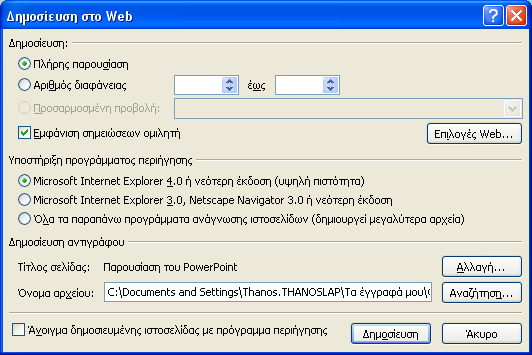 Δημοσίευση στο Web
Δημοσίευση:
Πλήρης παρουσίαση
Αριθμός διαφάνειας έως
Προσαρμοσμένη προβολή:
Εμφάνιση σημειώσεων ομιλητή Επιλογές Web...
Υποστήριξη προγράμματος περιήγησης
Microsoft Internet Explorer 4.0 ή νεότερη έκδοση (υψηλή πιστότητα)
Microsoft Internet Explorer 3.0, Netscape Navigator 3.0 ή νεότερη έκδοση
Όλα τα παραπάνω προγράμματα ανάγνωσης ιστοσελίδων (δημιουργεί μεγαλύτερα αρχεία)
Δημοσίευση αντιγράφου
Τίτλος σελίδας: Παρουσίαση του PowerPoint Αλλαγή...
Όνομα αρχείου: C:\Documents and Settings\Thanos.THANOSLAP\Τα έγγραφά μου\ Αναζήτηση...
Άνοιγμα δημοσιευμένης ιστοσελίδας με πρόγραμμα περιήγησης Δημοσίευση Άκυρο